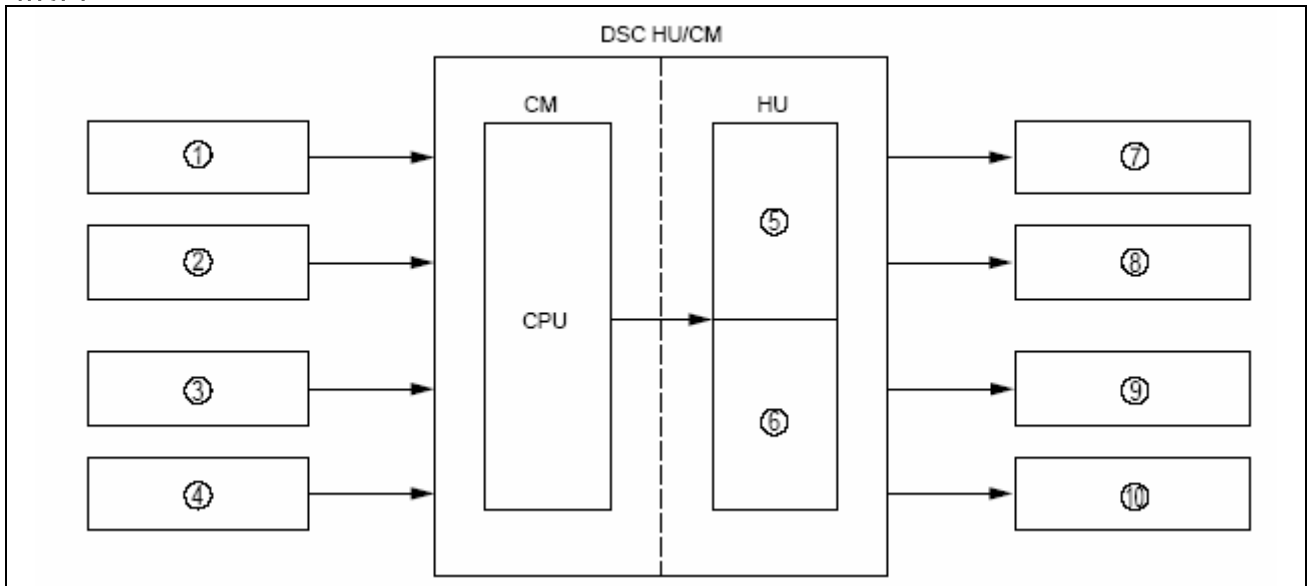 DSC HU/CM
CM
HU
①
⑦
②
⑤
⑧
CPU
③
⑥
⑨
④
⑩